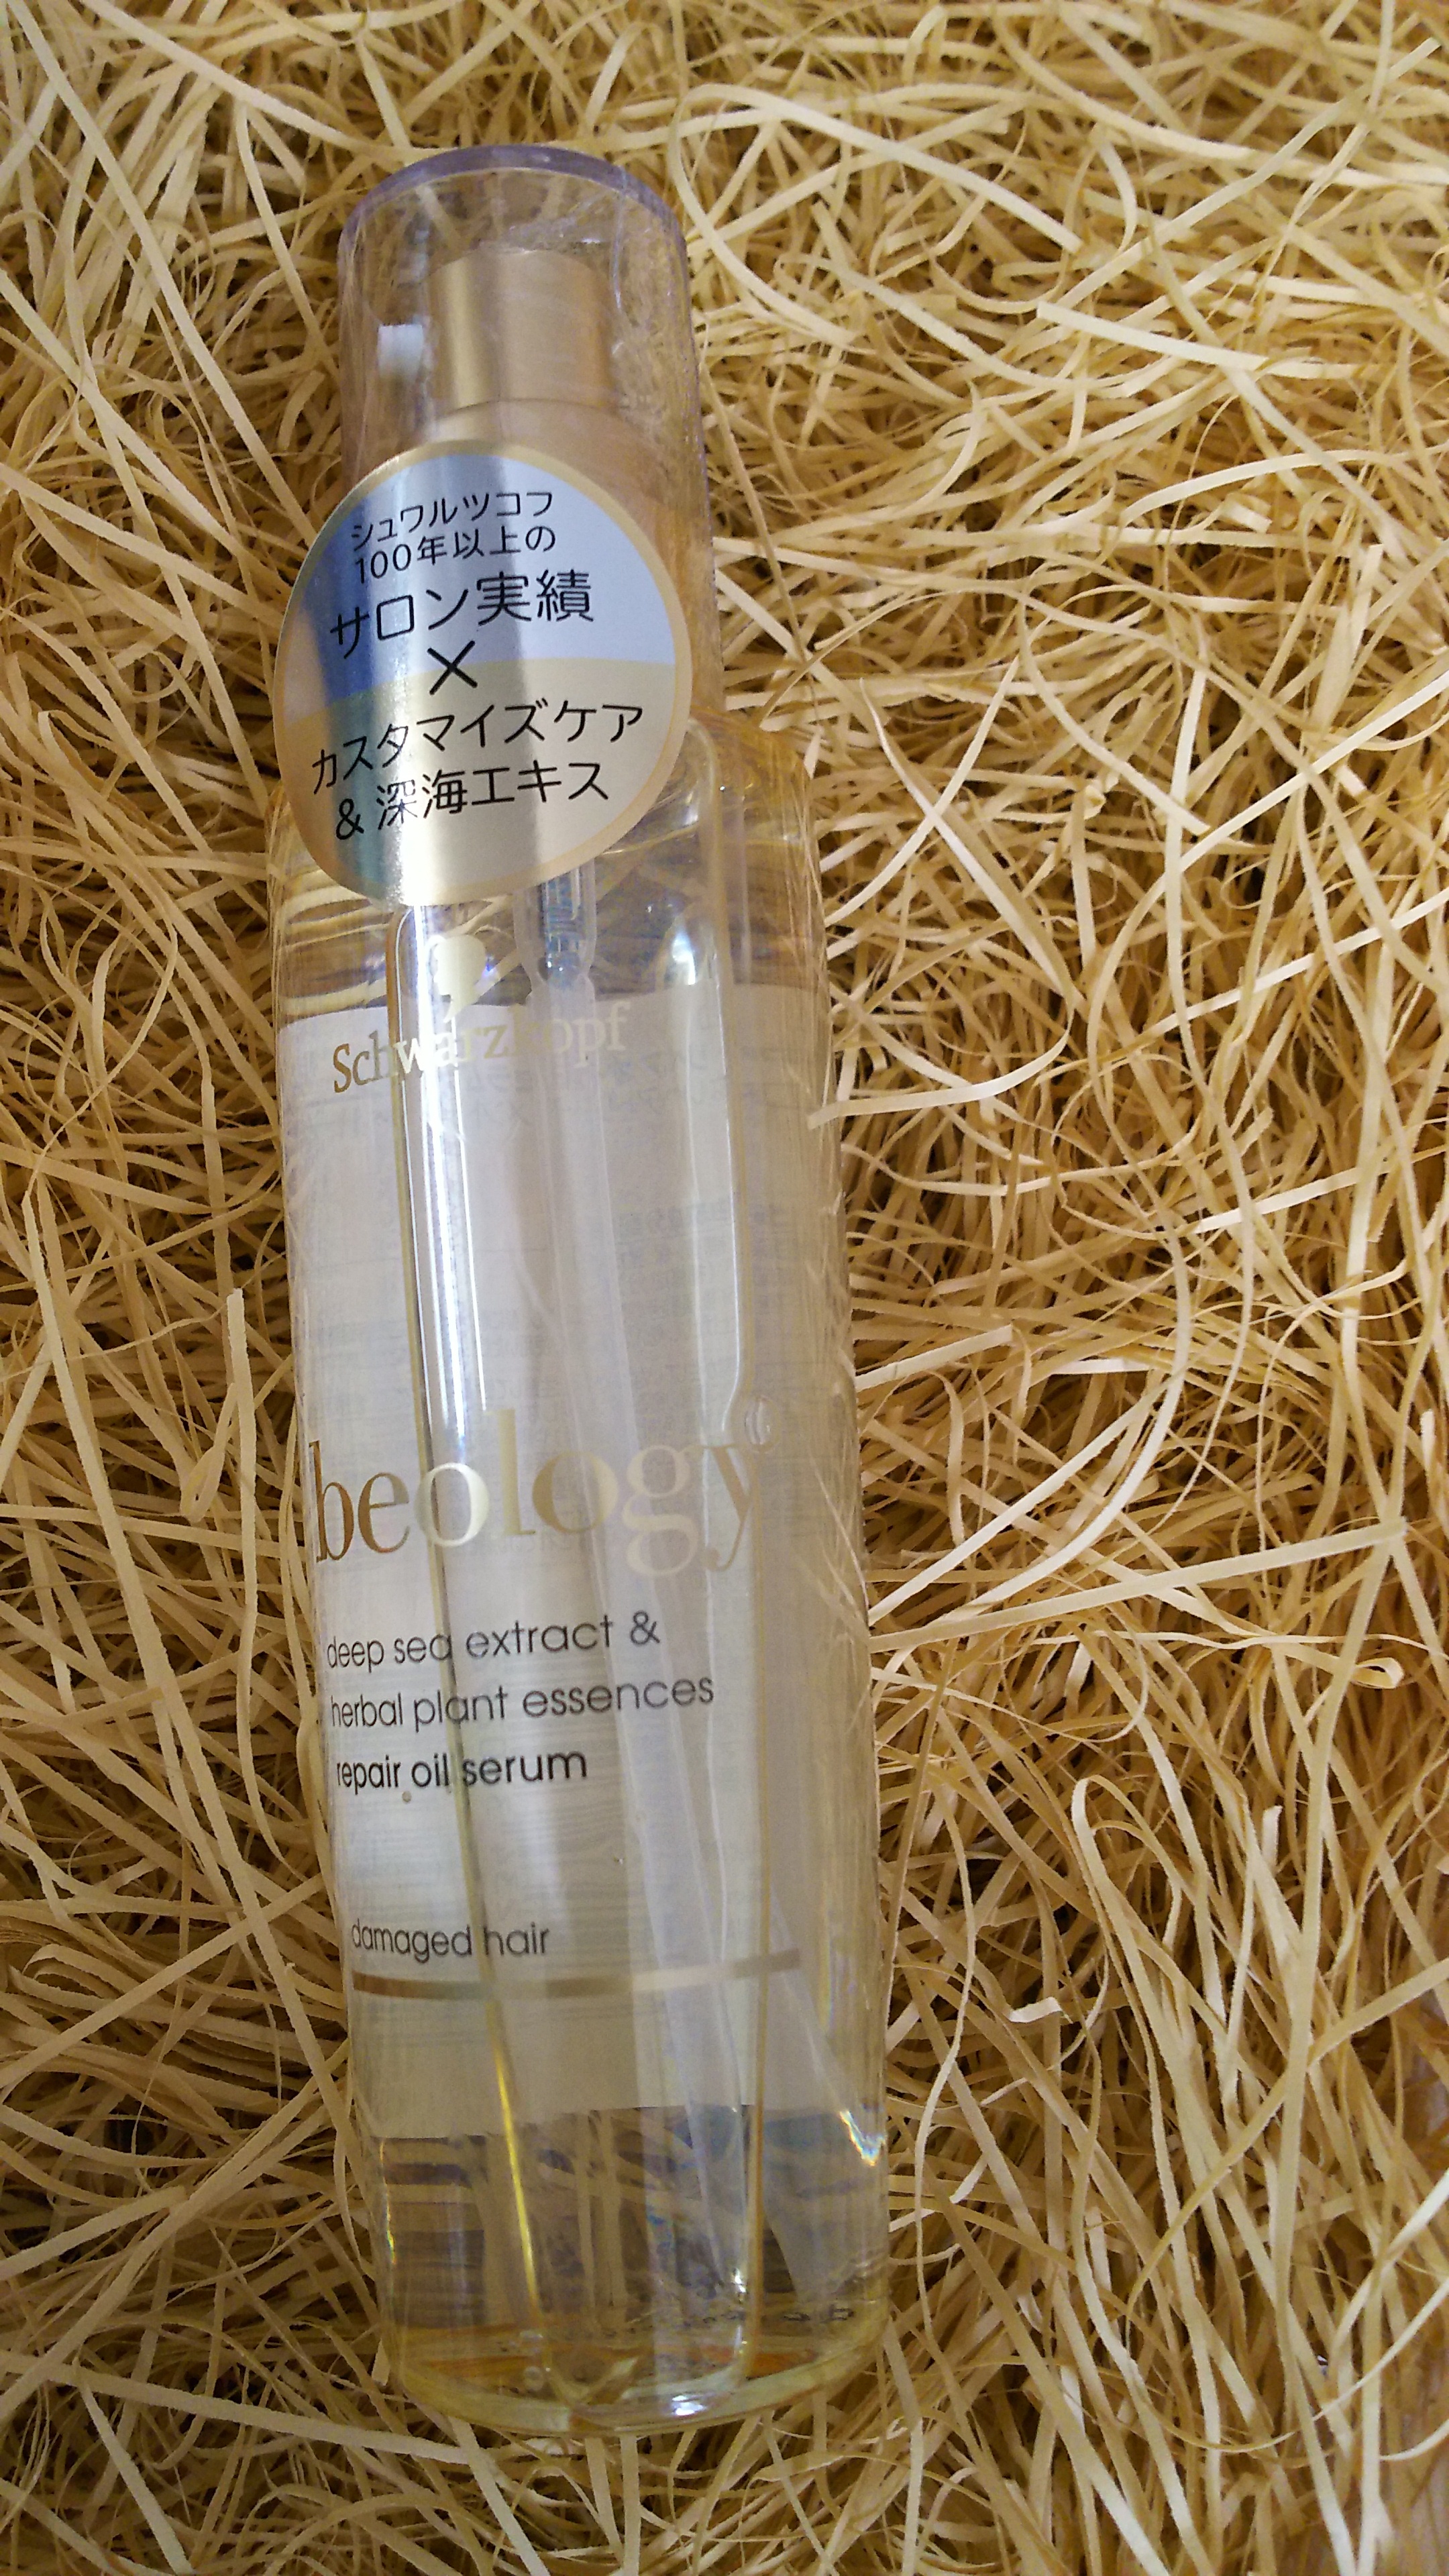 シュワルツコフ
100年以上の
サロン実績
×
カスタマイズケア
& 深海エキス
Schwarzkopf
beology
deep sea extract &
herbal plant essences
repair oil serum
damaged hair